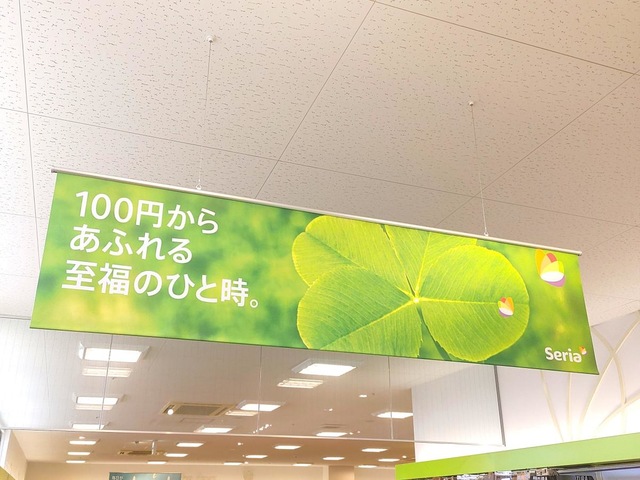 100円から
あふれる
至福のひと時。
Seria